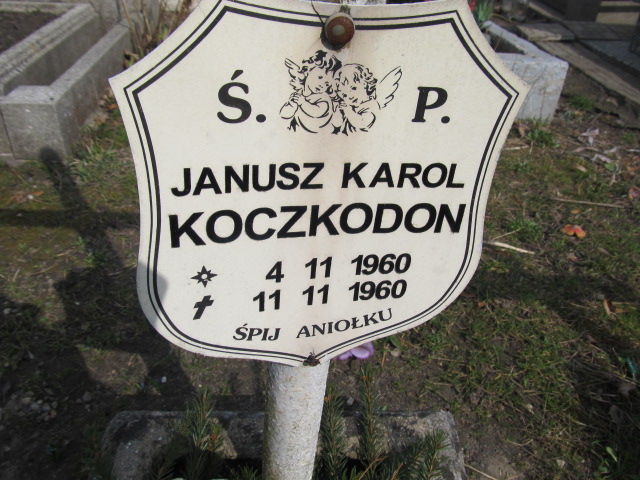 Ś. P.
JANUSZ KAROL
KOCZKODON
4 11 1960
11 11 1960
ŚPIJ ANIOŁKU